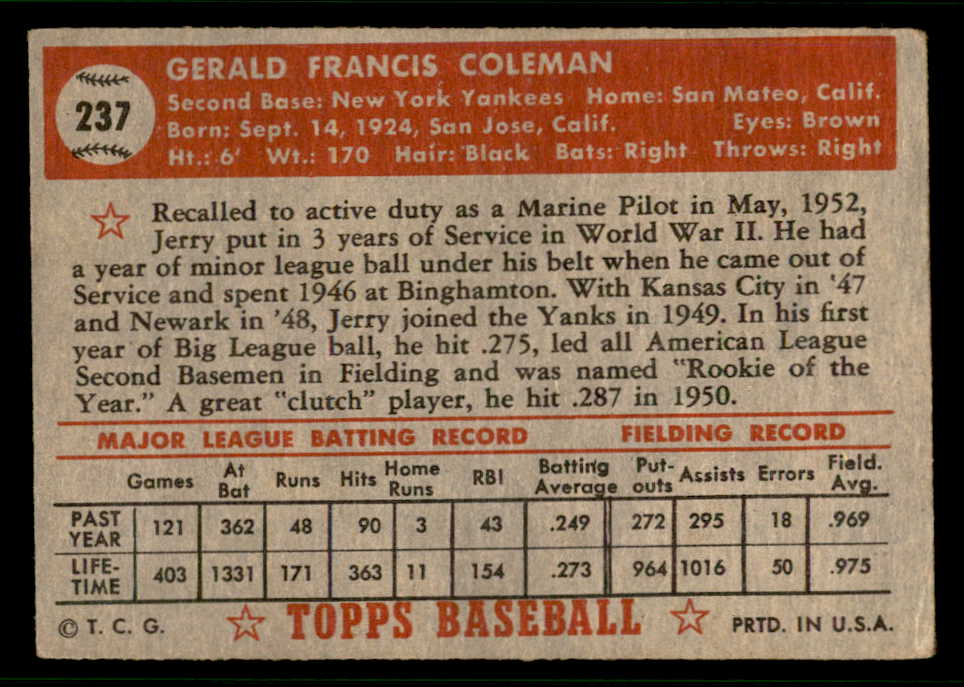 237
GERALD FRANCIS COLEMAN
Second Base: New York Yankees Home: San Mateo, Calif.
Born: Sept. 14, 1924, San Jose, Calif. Eyes: Brown
Ht.: 6' Wt.: 170 Hair: Black Bats: Right Throws: Right
Recalled to active duty as a Marine Pilot in May, 1952,
Jerry put in 3 years of Service in World War II. He had
a year of minor league ball under his belt when he came out of
Service and spent 1946 at Binghamton. With Kansas City in '47
and Newark in '48, Jerry joined the Yanks in 1949. In his first
year of Big League ball, he hit .275, led all American League
Second Basemen in Fielding and was named "Rookie of the
Year." A great "clutch" player, he hit .287 in 1950.
MAJOR LEAGUE BATTING RECORD FIELDING RECORD
Games At Bat Runs Hits Home Runs RBI Batting Average Put-outs Assists Errors Field. Avg.
PAST YEAR 121 362 48 90 3 43 .249 272 295 18 .969
LIFE-TIME 403 1331 171 363 11 154 .273 964 1016 50 .975
© T. C. G. TOPPS BASEBALL PRTD. IN U.S.A.